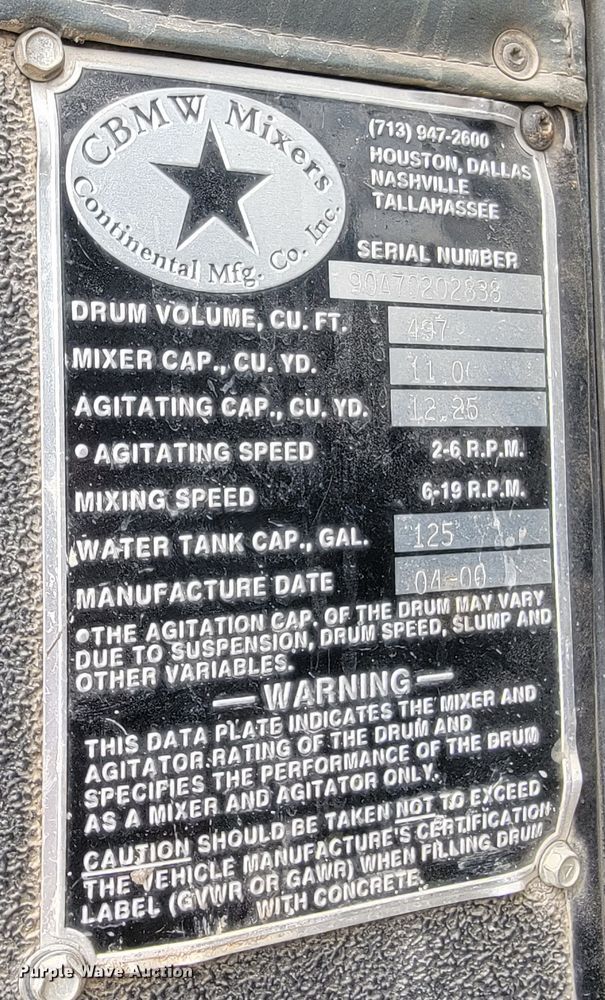 CBMW Mixers
Continental Mfg. Co. Inc.
(713) 947-2600
HOUSTON, DALLAS
NASHVILLE
TALLAHASSEE
SERIAL NUMBER
DRUM VOLUME, CU. FT. 497
MIXER CAP., CU. YD. 11.0
AGITATING CAP., CU. YD. 12.25
•AGITATING SPEED 2-6 R.P.M.
MIXING SPEED 6-19 R.P.M.
WATER TANK CAP., GAL. 125
MANUFACTURE DATE 04-00
•THE AGITATION CAP. OF THE DRUM MAY VARY
DUE TO SUSPENSION, DRUM SPEED, SLUMP AND
OTHER VARIABLES.
— WARNING —
THIS DATA PLATE INDICATES THE MIXER AND
AGITATOR RATING OF THE DRUM AND
SPECIFIES THE PERFORMANCE OF THE DRUM
AS A MIXER AND AGITATOR ONLY.
CAUTION SHOULD BE TAKEN NOT TO EXCEED
THE VEHICLE MANUFACTURE'S CERTIFICATION
LABEL (GVWR OR GAWR) WHEN FILLING DRUM
WITH CONCRETE.
Purple Wave Auction